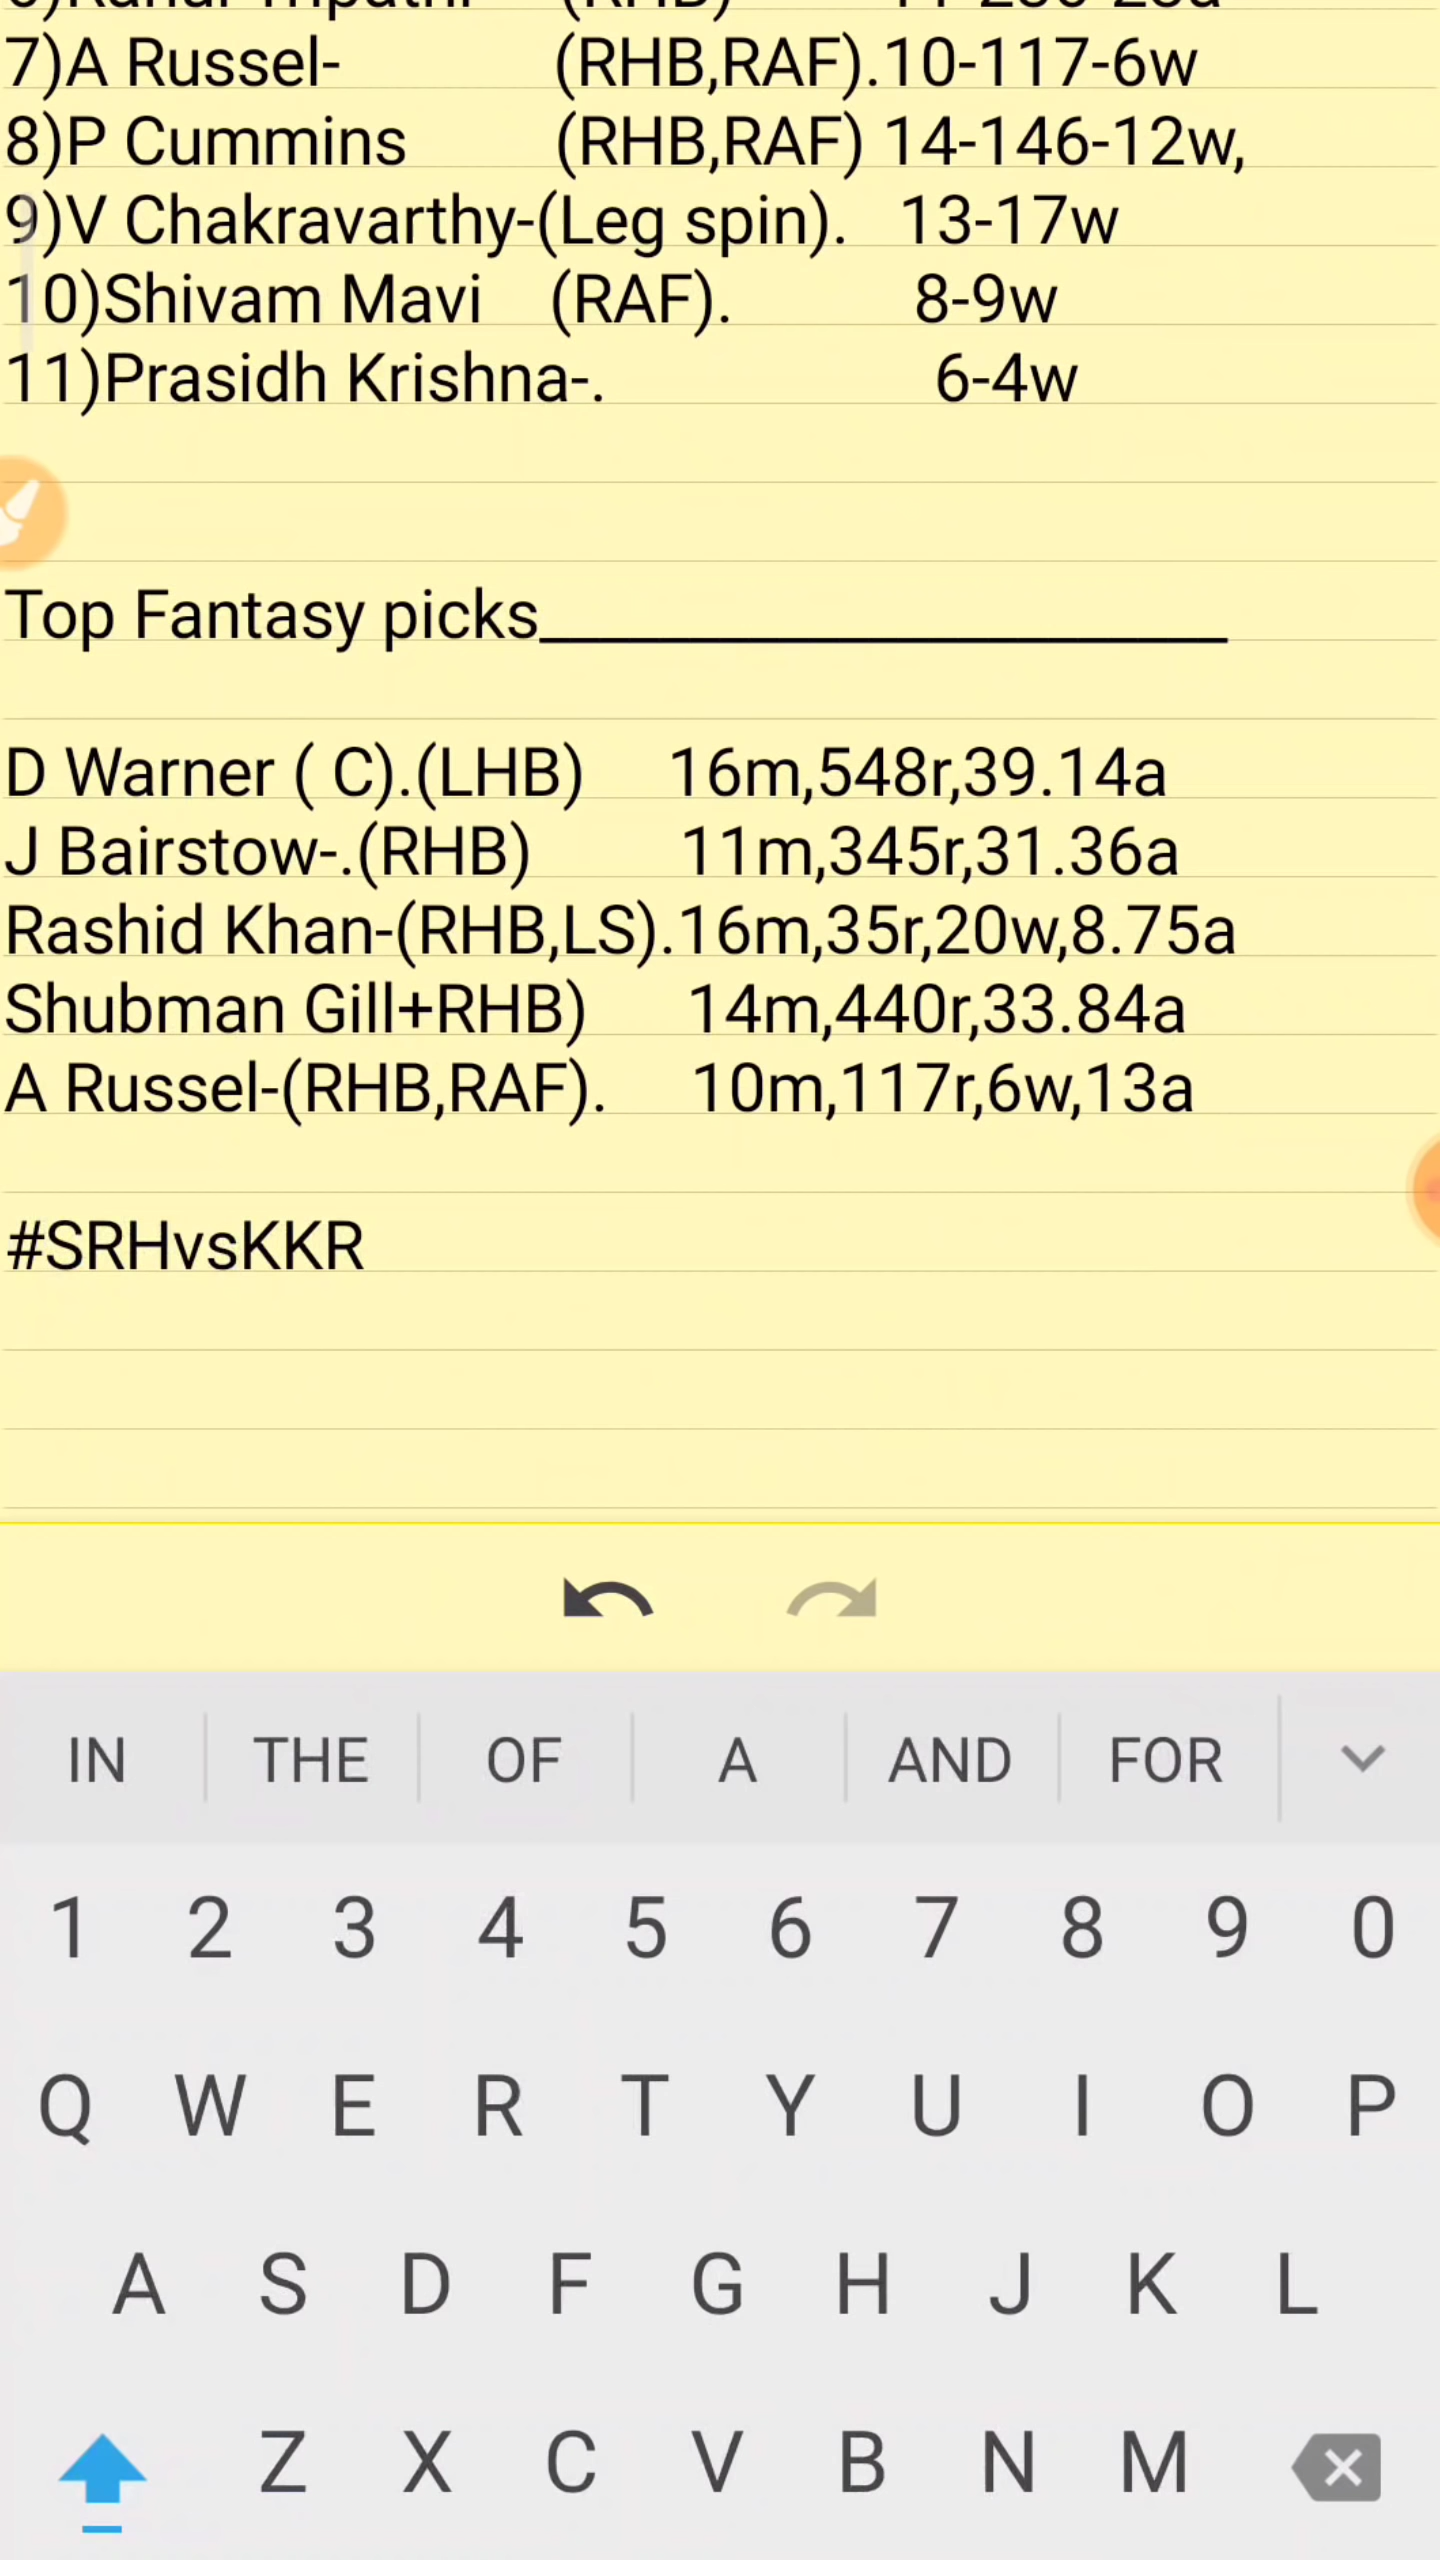 7)A Russel- (RHB,RAF).10-117-6w
8)P Cummins (RHB,RAF) 14-146-12w,
9)V Chakravarthy-(Leg spin). 13-17w
10)Shivam Mavi (RAF). 8-9w
11)Prasidh Krishna-. 6-4w
Top Fantasy picks_______________________
D Warner ( C).(LHB) 16m,548r,39.14a
J Bairstow-.(RHB) 11m,345r,31.36a
Rashid Khan-(RHB,LS).16m,35r,20w,8.75a
Shubman Gill+RHB) 14m,440r,33.84a
A Russel-(RHB,RAF). 10m,117r,6w,13a
#SRHvsKKR
IN THE OF A AND FOR
1 2 3 4 5 6 7 8 9 0
Q W E R T Y U I O P
A S D F G H J K L
Z X C V B N M